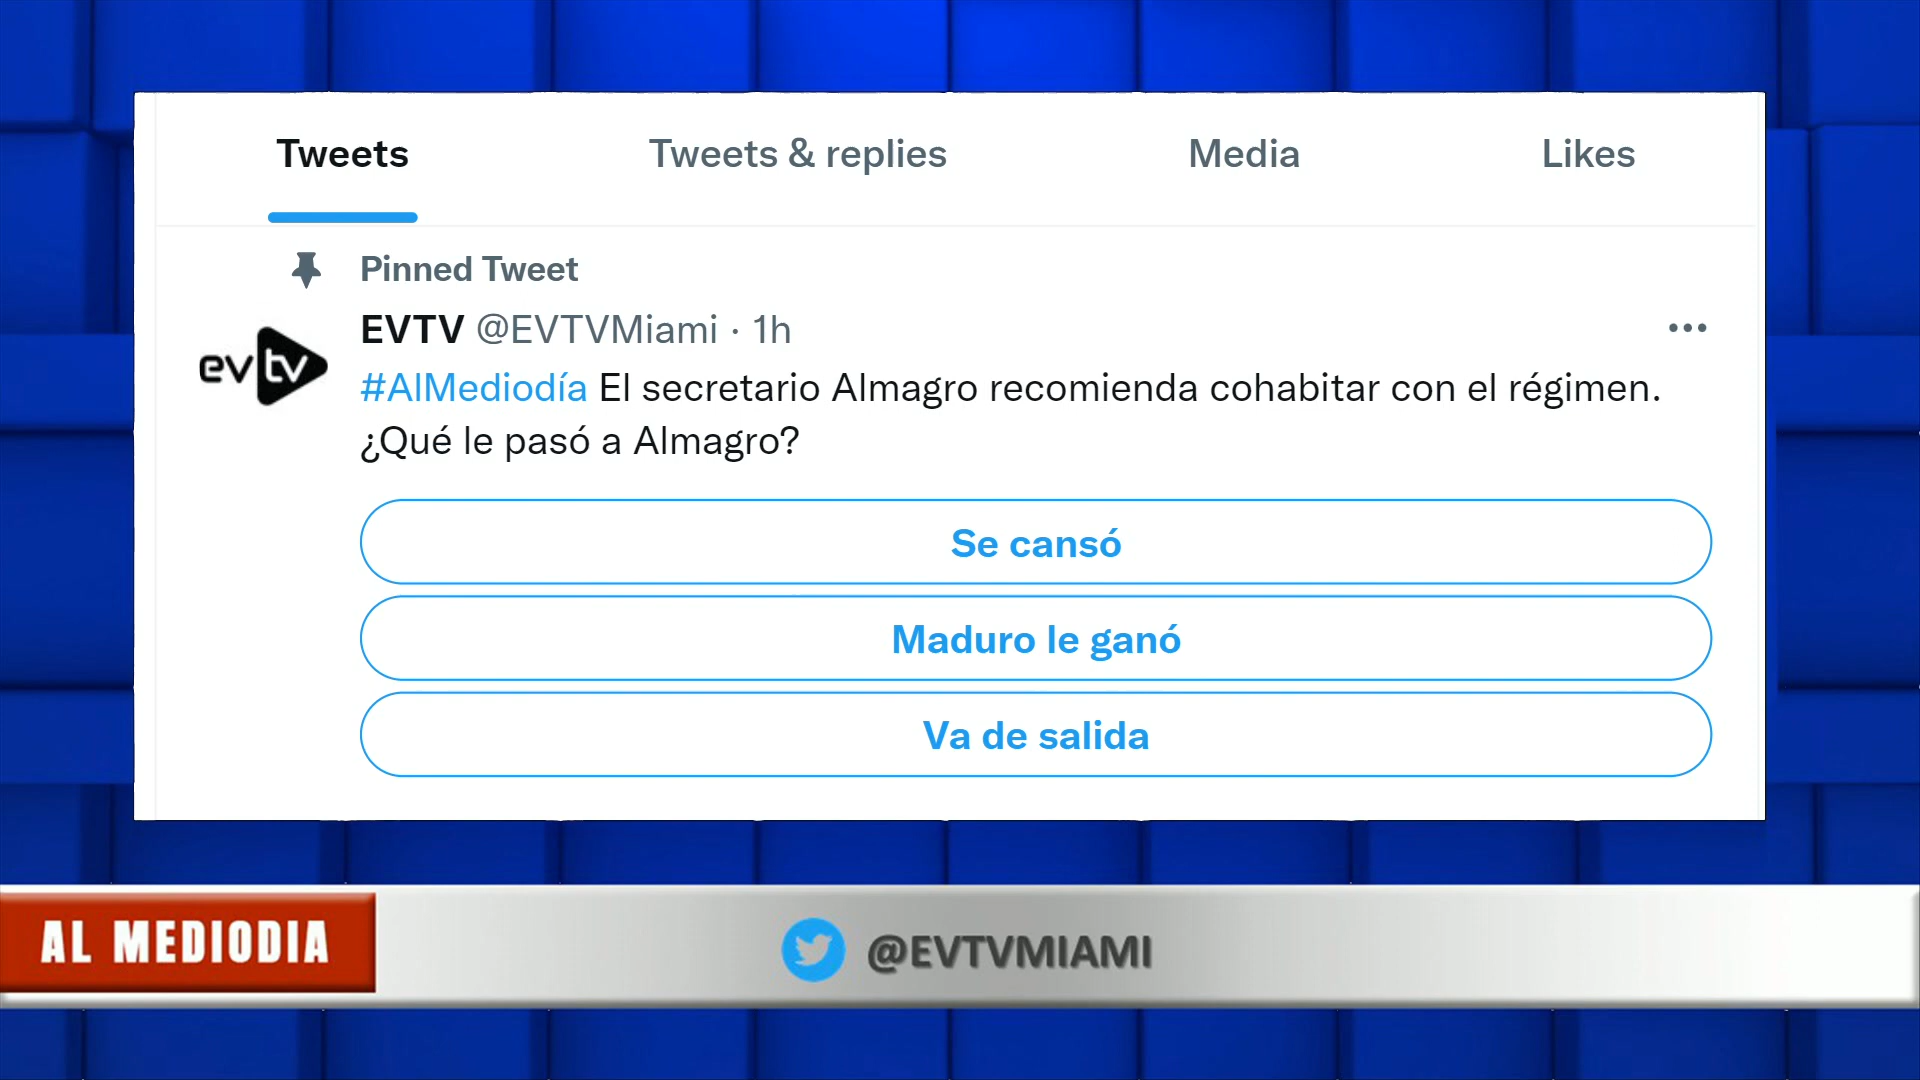 Tweets Tweets & replies Media Likes
Pinned Tweet
EVTV @EVTVMiami · 1h
evtv
#AlMediodía El secretario Almagro recomienda cohabitar con el régimen.
¿Qué le pasó a Almagro?
Se cansó
Maduro le ganó
Va de salida
AL MEDIODIA
@EVTVMIAMI